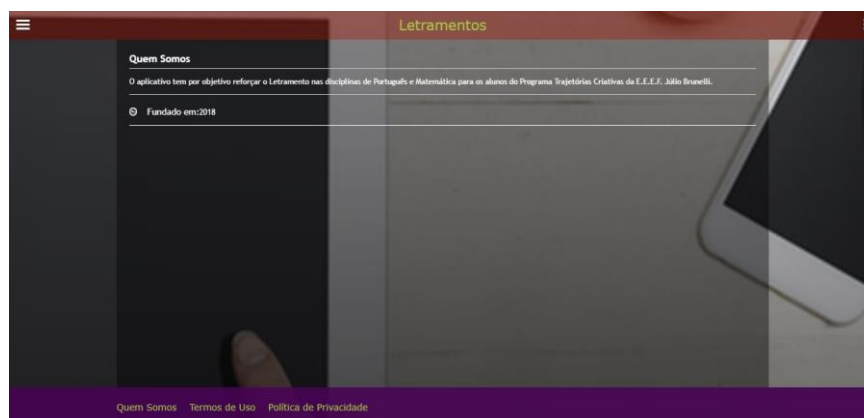 Letramentos
Quem Somos
O aplicativo tem por objetivo reforçar o Letramento nas disciplinas de Português e Matemática para os alunos do Programa Trajetórias Criativas da E.E.E.F. Júlio Brunelli.
Fundado em:2018
Quem Somos Termos de Uso Política de Privacidade